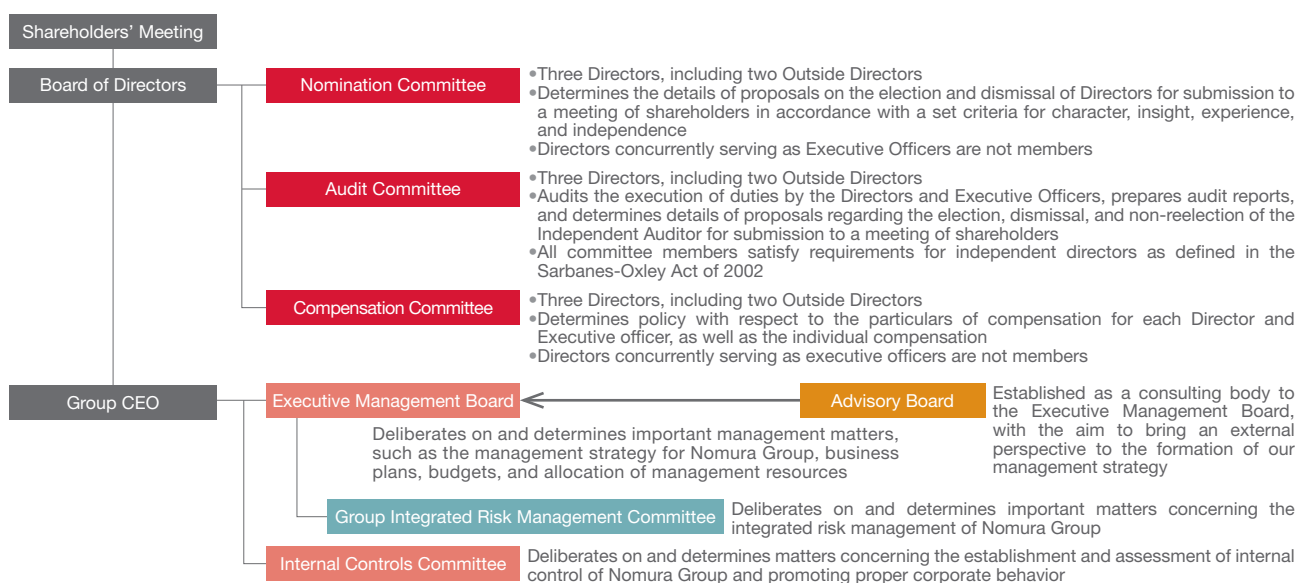 Shareholders' Meeting
Board of Directors
Nomination Committee
•Three Directors, including two Outside Directors
•Determines the details of proposals on the election and dismissal of Directors for submission to
a meeting of shareholders in accordance with a set criteria for character, insight, experience,
and independence
•Directors concurrently serving as Executive Officers are not members
Audit Committee
•Three Directors, including two Outside Directors
•Audits the execution of duties by the Directors and Executive Officers, prepares audit reports,
and determines details of proposals regarding the election, dismissal, and non-reelection of the
Independent Auditor for submission to a meeting of shareholders
•All committee members satisfy requirements for independent directors as defined in the
Sarbanes-Oxley Act of 2002
Compensation Committee
•Three Directors, including two Outside Directors
•Determines policy with respect to the particulars of compensation for each Director and
Executive officer, as well as the individual compensation
•Directors concurrently serving as executive officers are not members
Group CEO
Executive Management Board
Deliberates on and determines important management matters,
such as the management strategy for Nomura Group, business
plans, budgets, and allocation of management resources
Advisory Board
Established as a consulting body to
the Executive Management Board,
with the aim to bring an external
perspective to the formation of our
management strategy
Group Integrated Risk Management Committee
Deliberates on and determines important matters concerning the
integrated risk management of Nomura Group
Internal Controls Committee
Deliberates on and determines matters concerning the establishment and assessment of internal
control of Nomura Group and promoting proper corporate behavior